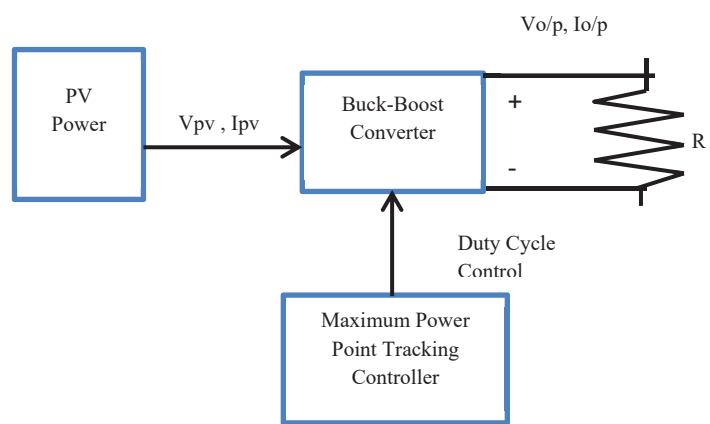 Vo/p, Io/p
PV
Power
Vpv , Ipv
Buck-Boost
Converter
+
-
R
Duty Cycle
Control
Maximum Power
Point Tracking
Controller